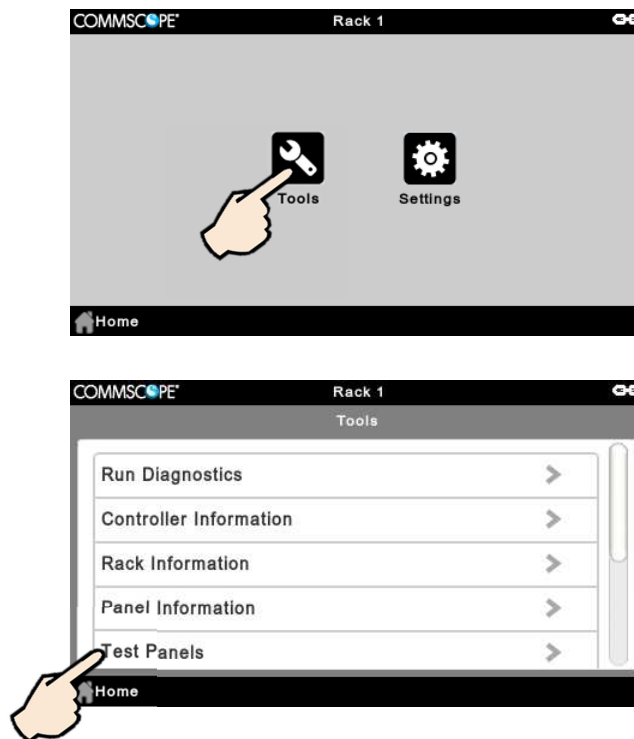 COMMSCOPE® Rack 1
Tools Settings
Home
COMMSCOPE® Rack 1
Tools
Run Diagnostics
Controller Information
Rack Information
Panel Information
Test Panels
Home